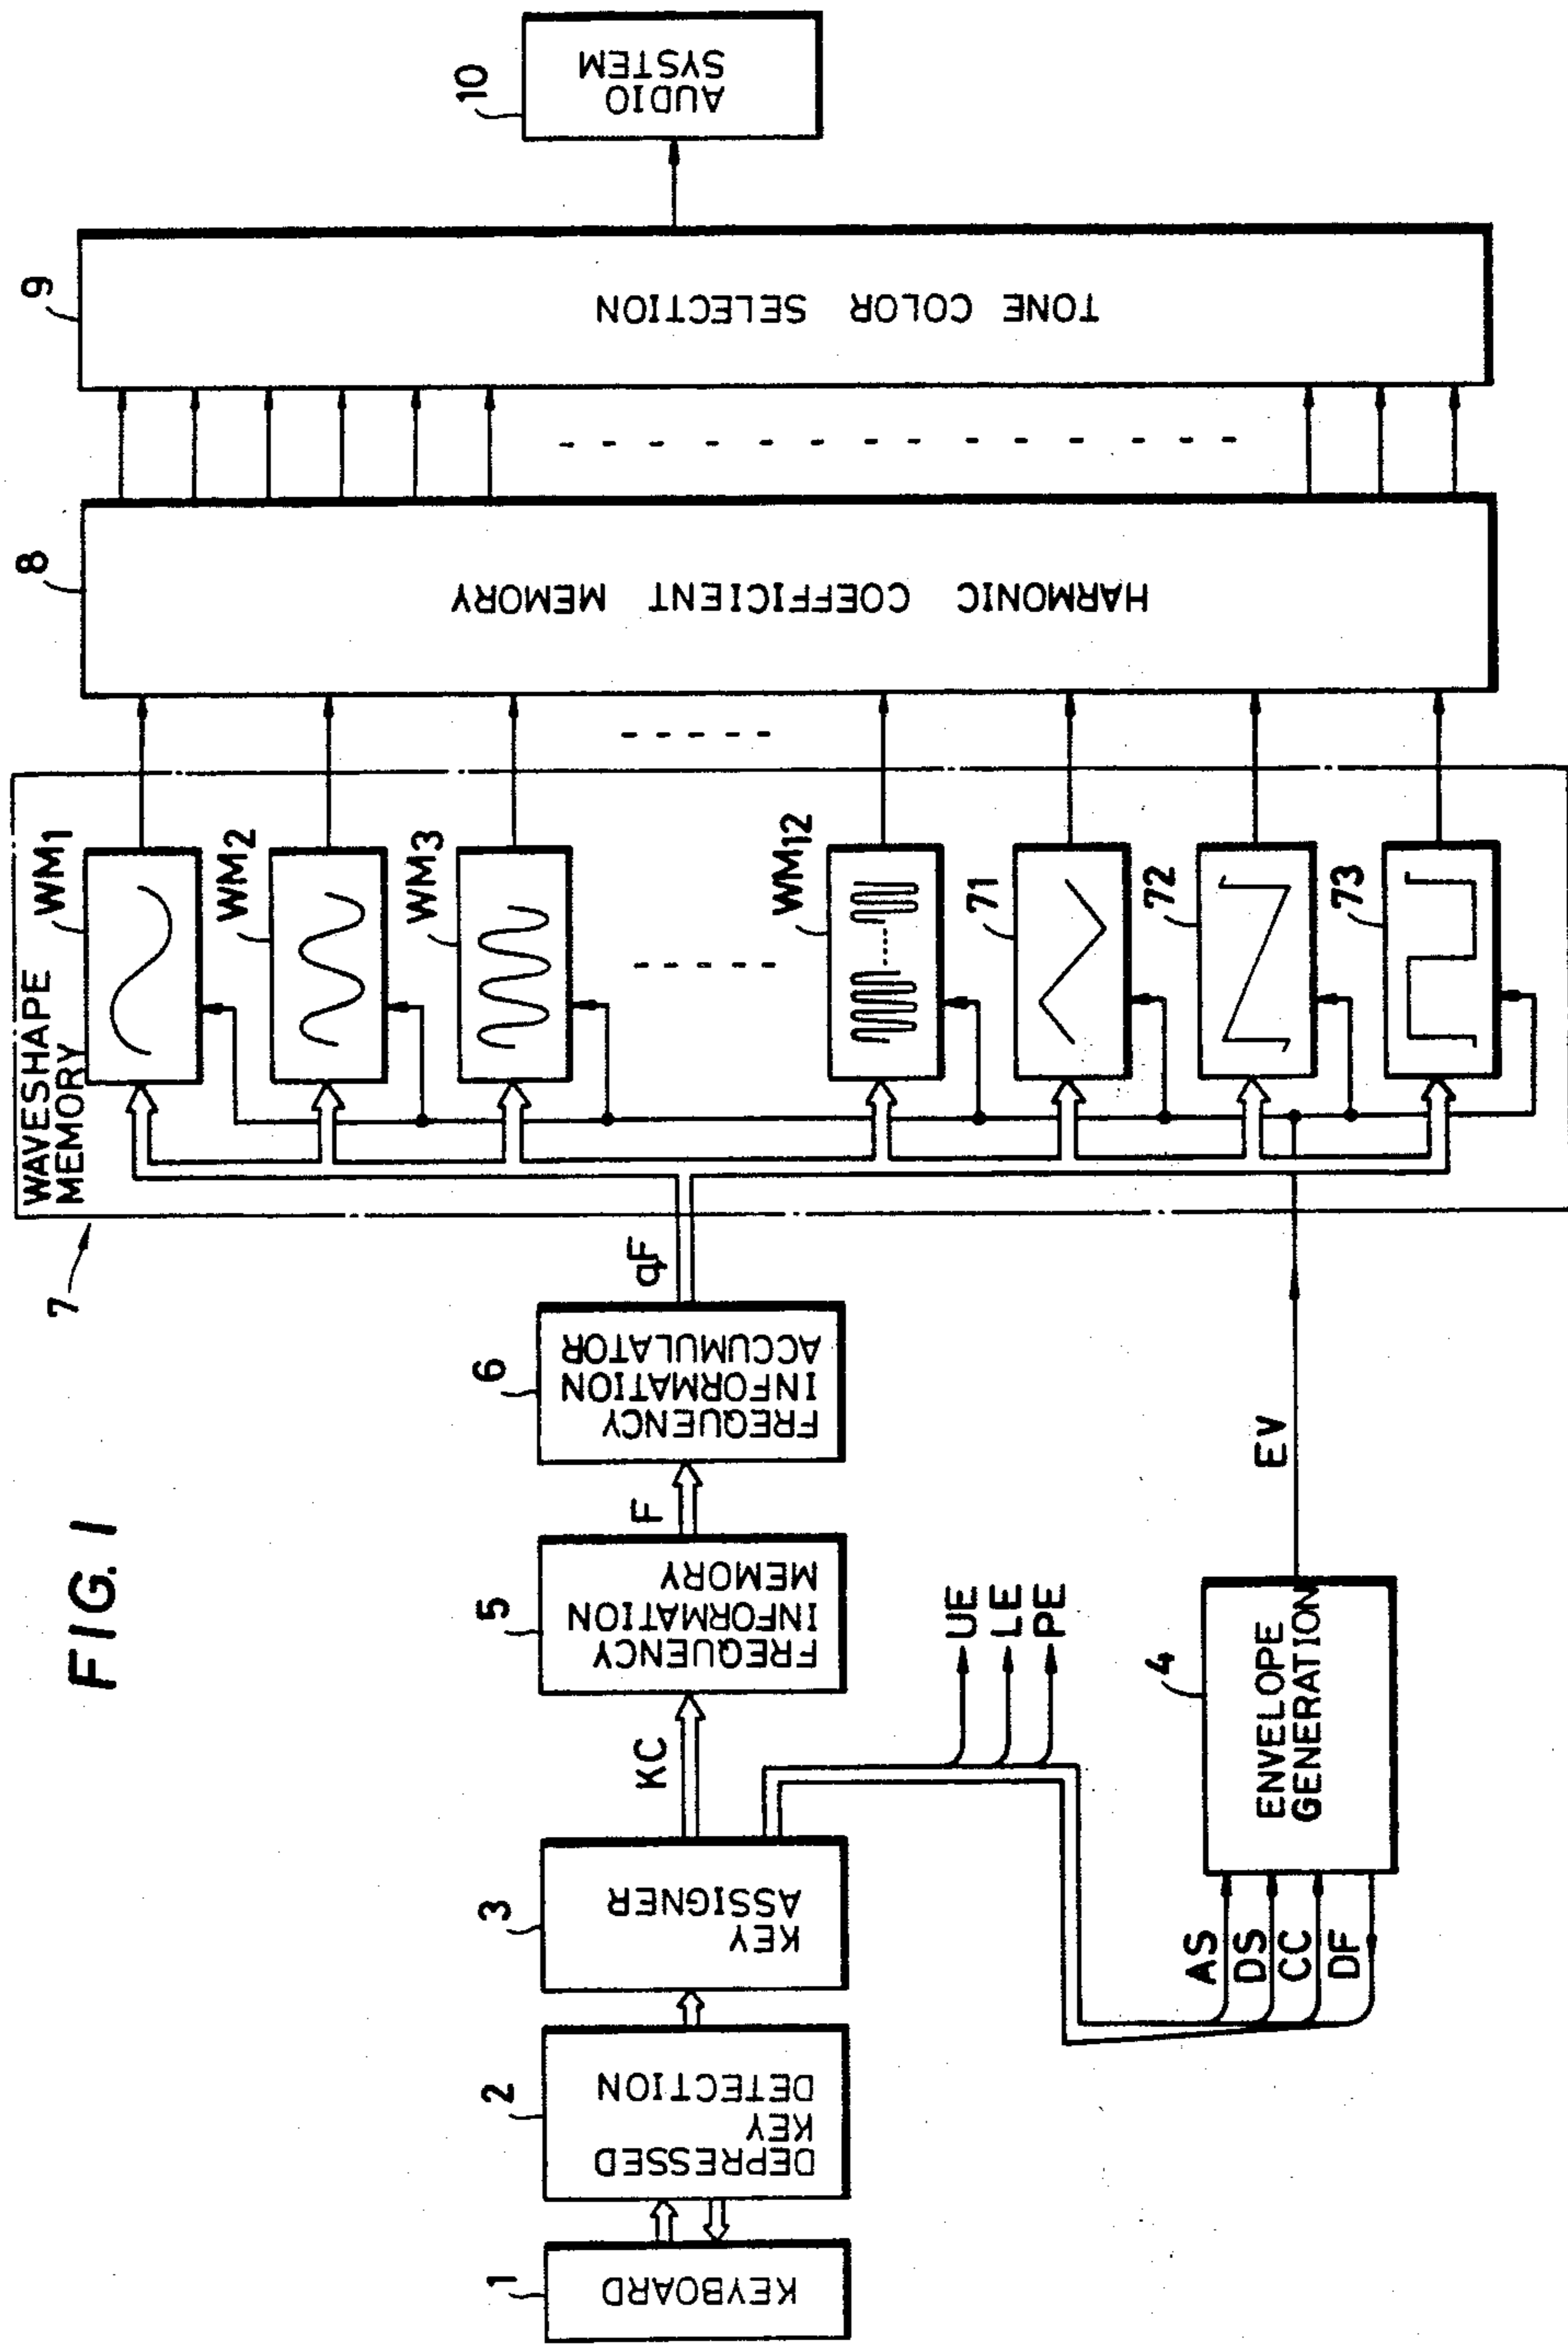 FIG. 1
1
KEYBOARD
2
DEPRESSED
KEY
DETECTION
3
KEY
ASSIGNER
KC
5
FREQUENCY
INFORMATION
MEMORY
F
6
FREQUENCY
INFORMATION
ACCUMULATOR
qF
UE
LE
PE
AS
DS
CC
DF
4
ENVELOPE
GENERATION
EV
7
WAVESHAPE
MEMORY
WM1
WM2
WM3
WM12
71
72
73
8
HARMONIC COEFFICIENT MEMORY
9
TONE COLOR SELECTION
10
AUDIO
SYSTEM